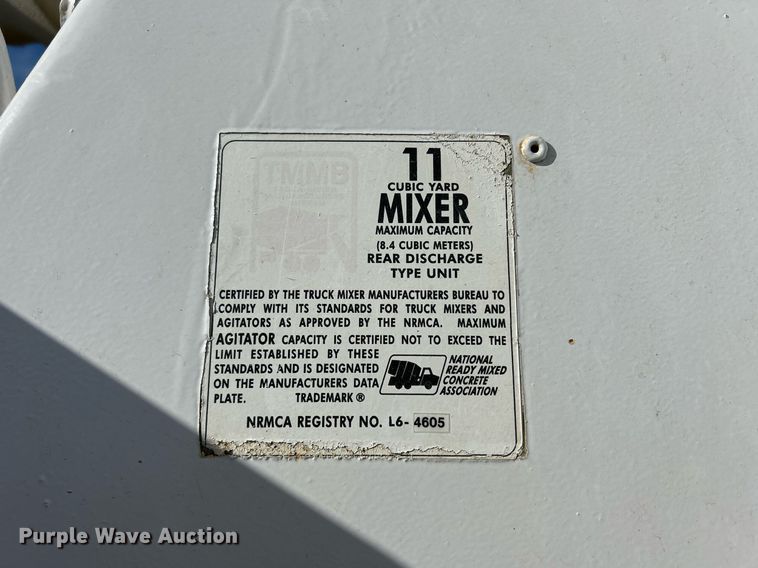 TMMB
11
CUBIC YARD
MIXER
MAXIMUM CAPACITY
(8.4 CUBIC METERS)
REAR DISCHARGE
TYPE UNIT
CERTIFIED BY THE TRUCK MIXER MANUFACTURERS BUREAU TO
COMPLY WITH ITS STANDARDS FOR TRUCK MIXERS AND
AGITATORS AS APPROVED BY THE NRMCA. MAXIMUM
AGITATOR CAPACITY IS CERTIFIED NOT TO EXCEED THE
LIMIT ESTABLISHED BY THESE
STANDARDS AND IS DESIGNATED
ON THE MANUFACTURERS DATA
PLATE. TRADEMARK ®
NATIONAL
READY MIXED
CONCRETE
ASSOCIATION
NRMCA REGISTRY NO. L6- 4605
Purple Wave Auction®